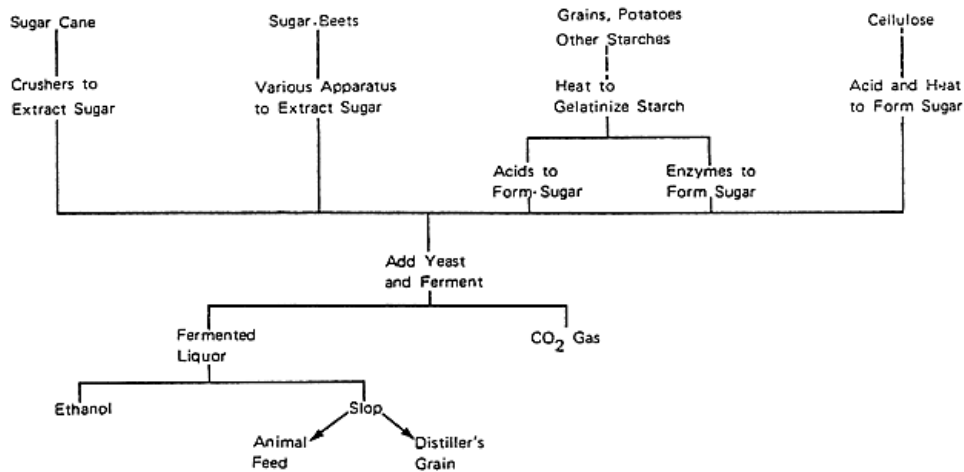 Sugar Cane
Sugar Beets
Grains, Potatoes
Other Starches
Cellulose
Crushers to
Extract Sugar
Various Apparatus
to Extract Sugar
Heat to
Gelatinize Starch
Acid and Heat
to Form Sugar
Acids to
Form Sugar
Enzymes to
Form Sugar
Add Yeast
and Ferment
Fermented
Liquor
CO2 Gas
Ethanol
Slop
Animal
Feed
Distiller's
Grain